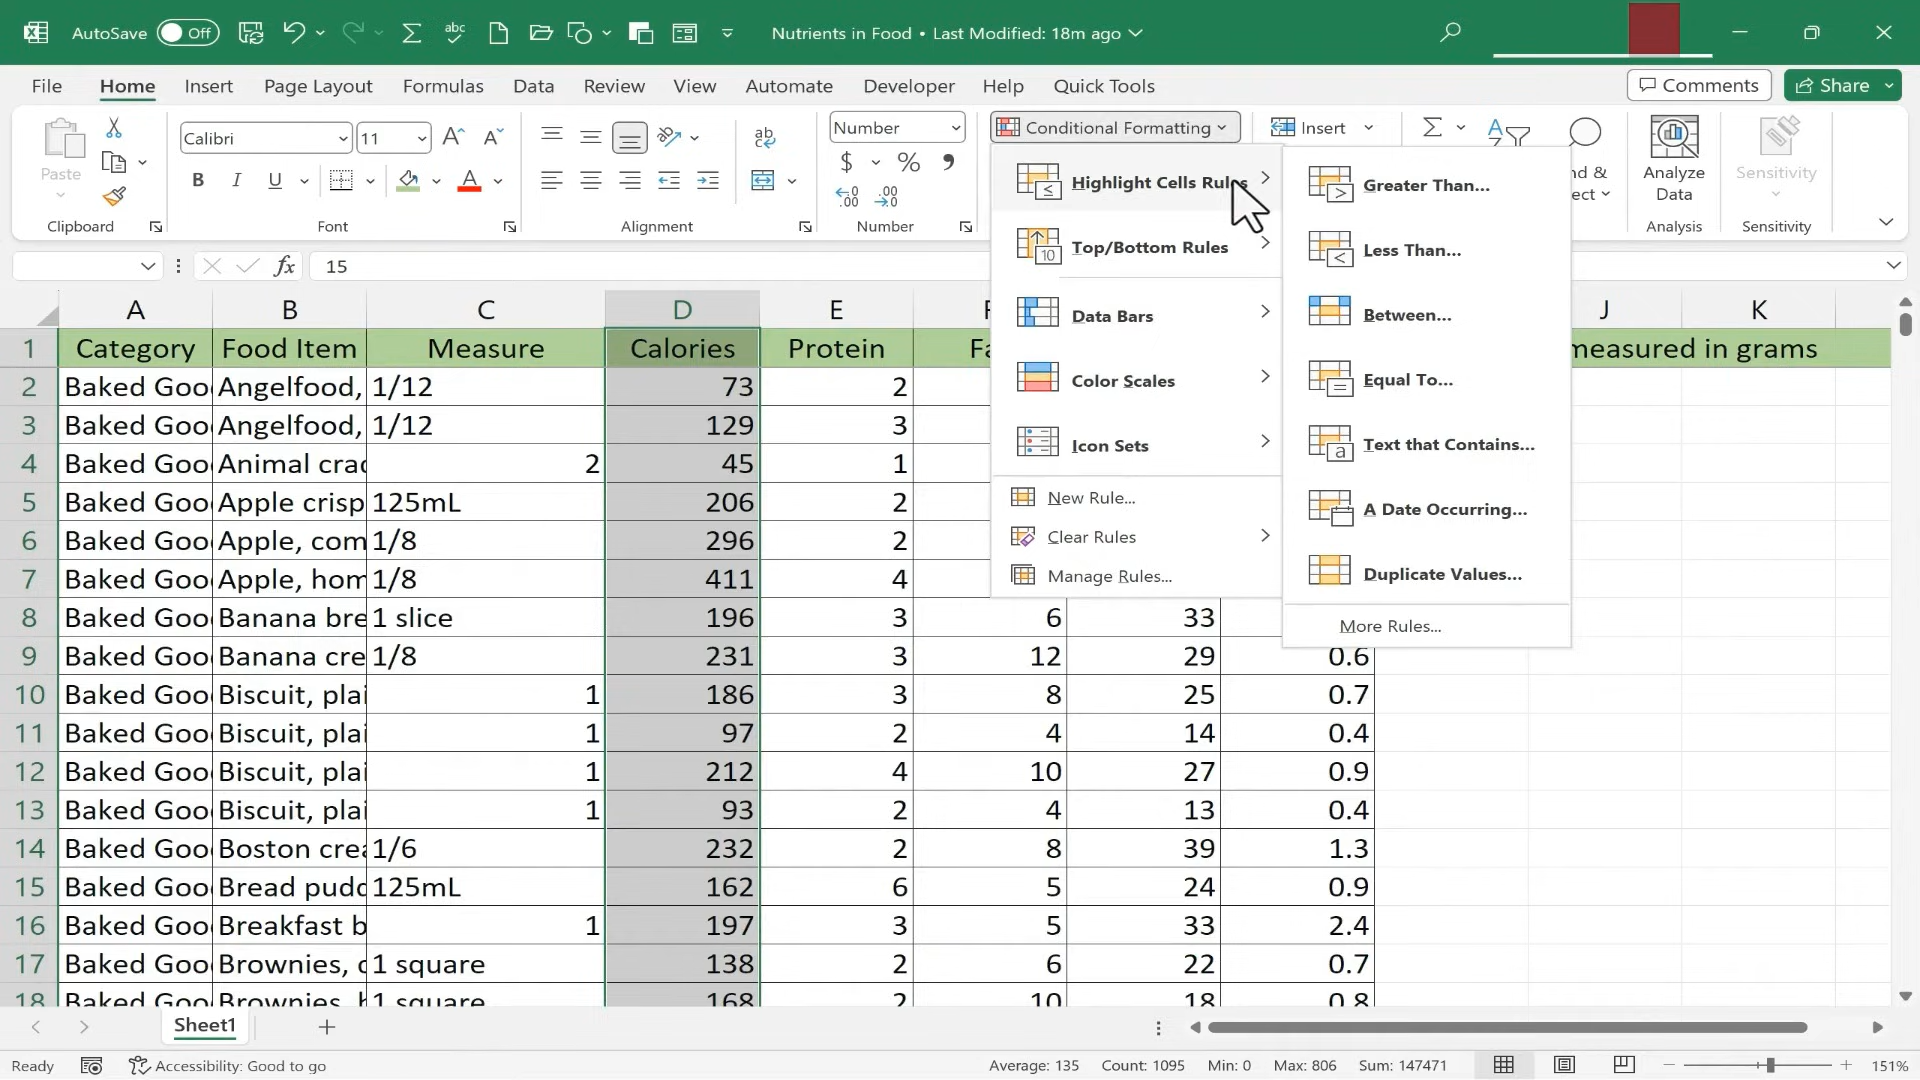 AutoSave Off Nutrients in Food • Last Modified: 18m ago
File Home Insert Page Layout Formulas Data Review View Automate Developer Help Quick Tools Comments Share
Calibri 11 Number Conditional Formatting Insert
Paste
Analyze Data
Sensitivity
Clipboard Font Alignment Number Analysis Sensitivity
Highlight Cells Rules
Top/Bottom Rules
Data Bars
Color Scales
Icon Sets
New Rule...
Clear Rules
Manage Rules...
Greater Than...
Less Than...
Between...
Equal To...
Text that Contains...
A Date Occurring...
Duplicate Values...
More Rules...
fx 15
A B C D E J K
1 Category Food Item Measure Calories Protein measured in grams
2 Baked Goo Angelfood, 1/12 73 2
3 Baked Goo Angelfood, 1/12 129 3
4 Baked Goo Animal crac 2 45 1
5 Baked Goo Apple crisp 125mL 206 2
6 Baked Goo Apple, com 1/8 296 2
7 Baked Goo Apple, hom 1/8 411 4
8 Baked Goo Banana bre 1 slice 196 3 6 33
9 Baked Goo Banana cre 1/8 231 3 12 29 0.6
10 Baked Goo Biscuit, plai 1 186 3 8 25 0.7
11 Baked Goo Biscuit, plai 1 97 2 4 14 0.4
12 Baked Goo Biscuit, plai 1 212 4 10 27 0.9
13 Baked Goo Biscuit, plai 1 93 2 4 13 0.4
14 Baked Goo Boston crea 1/6 232 2 8 39 1.3
15 Baked Goo Bread pudd 125mL 162 6 5 24 0.9
16 Baked Goo Breakfast b 1 197 3 5 33 2.4
17 Baked Goo Brownies, c 1 square 138 2 6 22 0.7
18 Baked Goo Brownies, h 1 square 168 2 10 18 0.8
Sheet1
Ready Accessibility: Good to go Average: 135 Count: 1095 Min: 0 Max: 806 Sum: 147471 151%